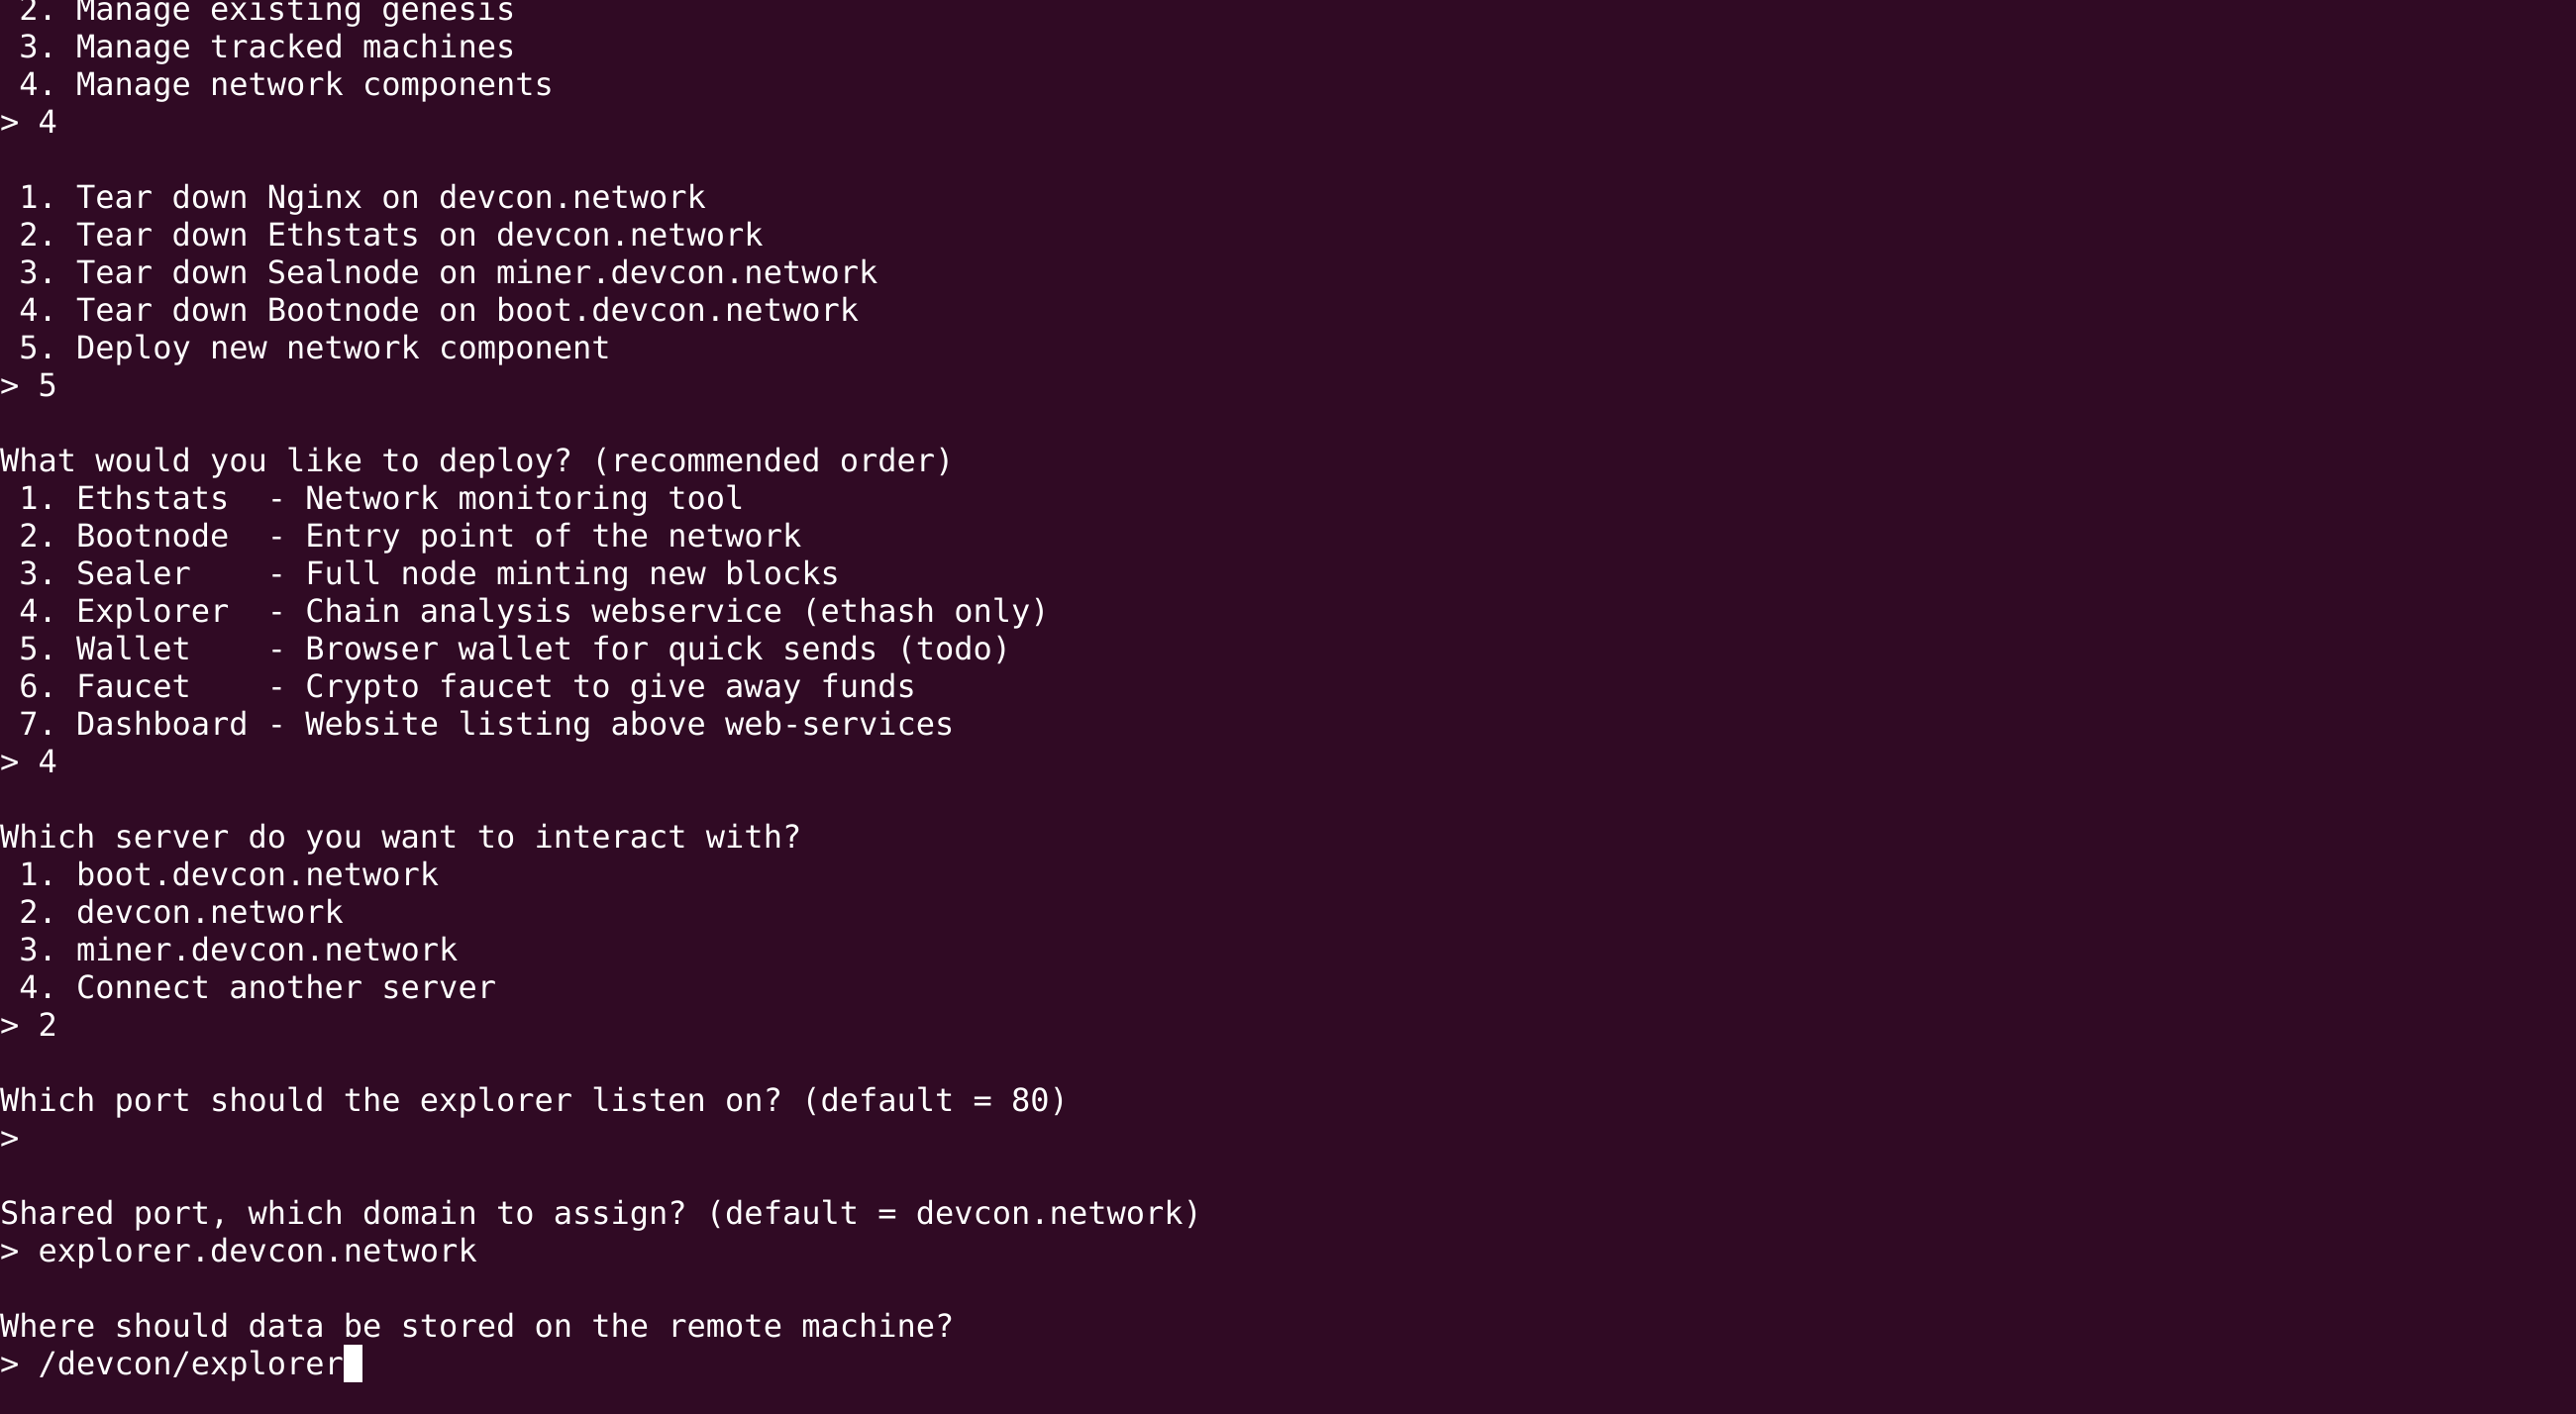 2. Manage existing genesis
3. Manage tracked machines
4. Manage network components
> 4
1. Tear down Nginx on devcon.network
2. Tear down Ethstats on devcon.network
3. Tear down Sealnode on miner.devcon.network
4. Tear down Bootnode on boot.devcon.network
5. Deploy new network component
> 5
What would you like to deploy? (recommended order)
1. Ethstats  - Network monitoring tool
2. Bootnode  - Entry point of the network
3. Sealer    - Full node minting new blocks
4. Explorer  - Chain analysis webservice (ethash only)
5. Wallet    - Browser wallet for quick sends (todo)
6. Faucet    - Crypto faucet to give away funds
7. Dashboard - Website listing above web-services
> 4
Which server do you want to interact with?
1. boot.devcon.network
2. devcon.network
3. miner.devcon.network
4. Connect another server
> 2
Which port should the explorer listen on? (default = 80)
>
Shared port, which domain to assign? (default = devcon.network)
> explorer.devcon.network
Where should data be stored on the remote machine?
> /devcon/explorer